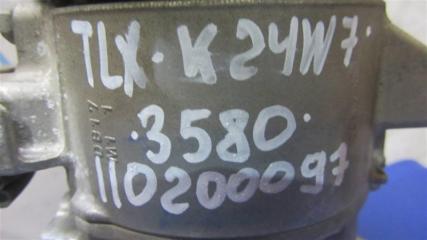 TLX · K24W7 ·
· 3580 ·
110200097